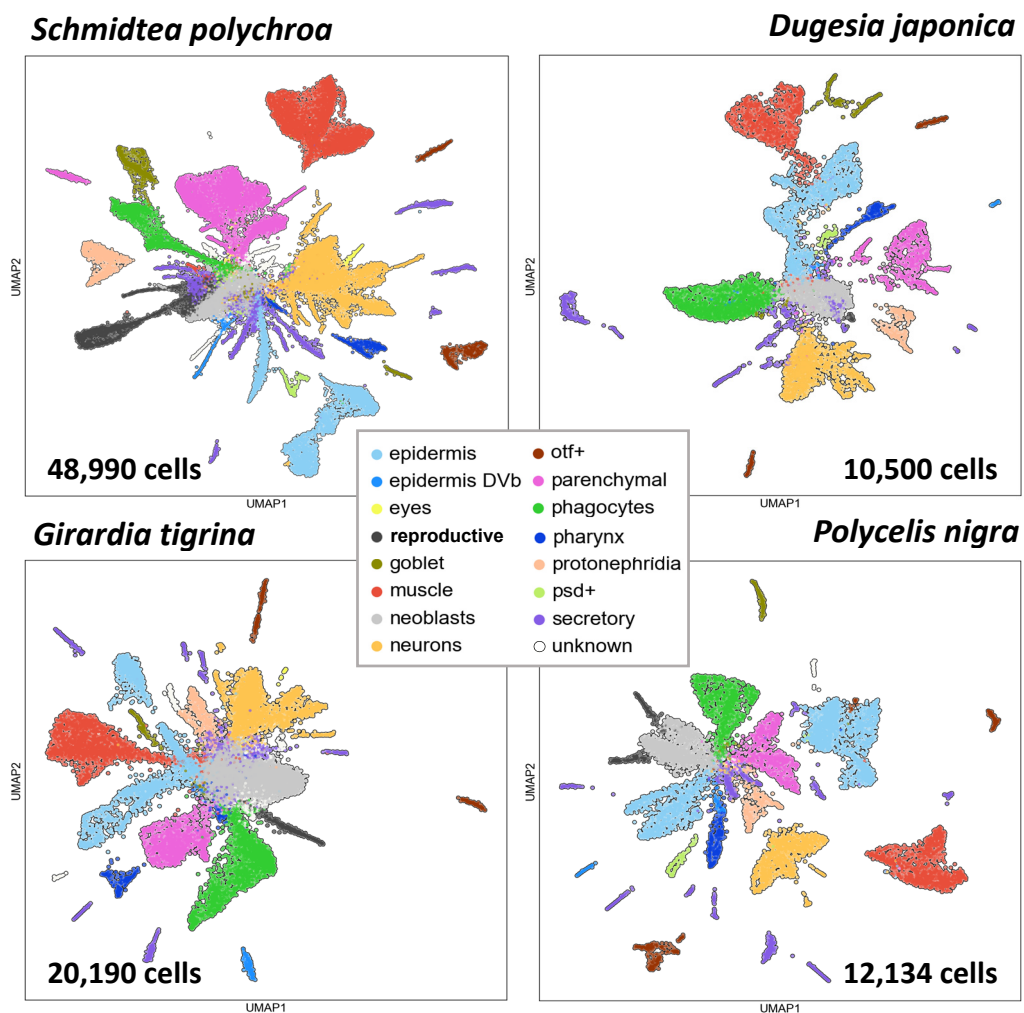 Schmidtea polychroa
Dugesia japonica
UMAP2
UMAP2
48,990 cells
10,500 cells
UMAP1
UMAP1
epidermis
epidermis DVb
eyes
reproductive
goblet
muscle
neoblasts
neurons
otf+
parenchymal
phagocytes
pharynx
protonephridia
psd+
secretory
unknown
Girardia tigrina
Polycelis nigra
UMAP2
UMAP2
20,190 cells
12,134 cells
UMAP1
UMAP1